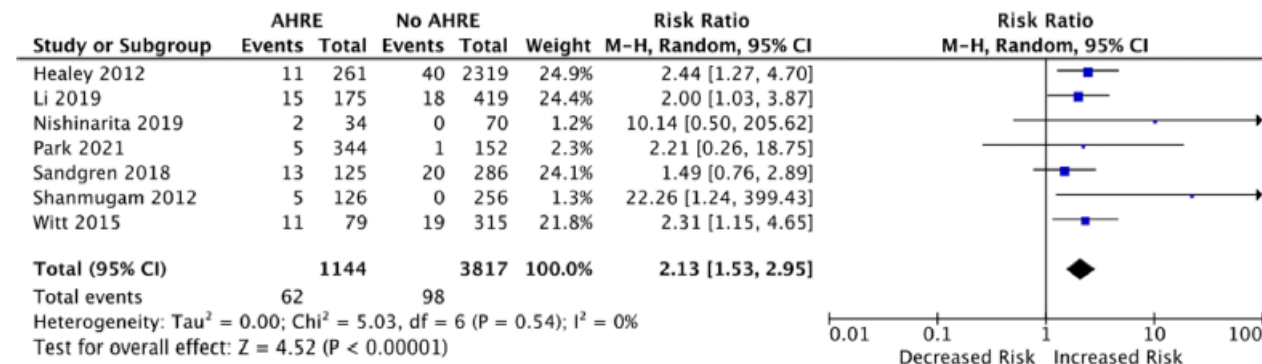 AHRE No AHRE Risk Ratio Risk Ratio
Study or Subgroup Events Total Events Total Weight M-H, Random, 95% CI M-H, Random, 95% CI
Healey 2012 11 261 40 2319 24.9% 2.44 [1.27, 4.70]
Li 2019 15 175 18 419 24.4% 2.00 [1.03, 3.87]
Nishinarita 2019 2 34 0 70 1.2% 10.14 [0.50, 205.62]
Park 2021 5 344 1 152 2.3% 2.21 [0.26, 18.75]
Sandgren 2018 13 125 20 286 24.1% 1.49 [0.76, 2.89]
Shanmugam 2012 5 126 0 256 1.3% 22.26 [1.24, 399.43]
Witt 2015 11 79 19 315 21.8% 2.31 [1.15, 4.65]
Total (95% CI) 1144 3817 100.0% 2.13 [1.53, 2.95]
Total events 62 98
Heterogeneity: Tau² = 0.00; Chi² = 5.03, df = 6 (P = 0.54); I² = 0%
Test for overall effect: Z = 4.52 (P < 0.00001)
0.01 0.1 1 10 100
Decreased Risk Increased Risk